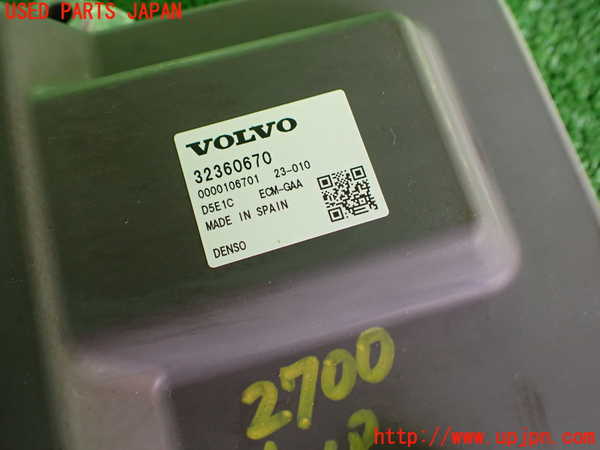 USED PARTS JAPAN
VOLVO
32360670
0000106701 23-010
D5E1C ECM-GAA
MADE IN SPAIN
DENSO
2700
http://www.upjpn.com/